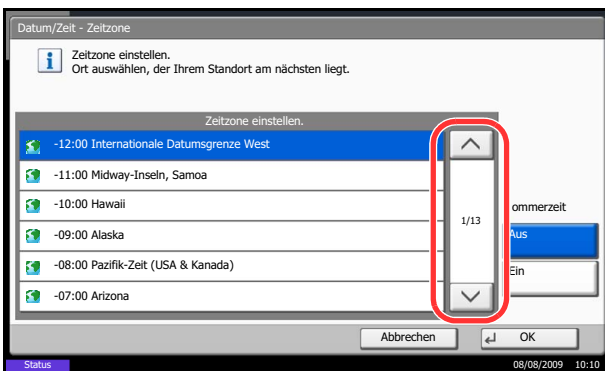 Datum/Zeit - Zeitzone
Zeitzone einstellen.
Ort auswählen, der Ihrem Standort am nächsten liegt.
Zeitzone einstellen.
-12:00 Internationale Datumsgrenze West
-11:00 Midway-Inseln, Samoa
-10:00 Hawaii
-09:00 Alaska
-08:00 Pazifik-Zeit (USA & Kanada)
-07:00 Arizona
1/13
ommerzeit
Aus
Ein
Abbrechen
OK
Status
08/08/2009 10:10